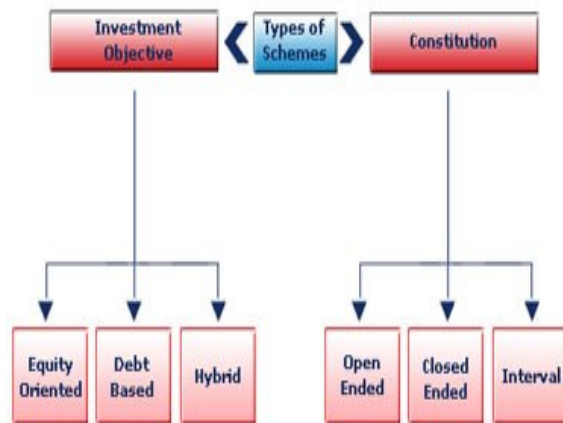 Investment
Objective
Types of
Schemes
Constitution
Equity
Oriented
Debt
Based
Hybrid
Open
Ended
Closed
Ended
Interval